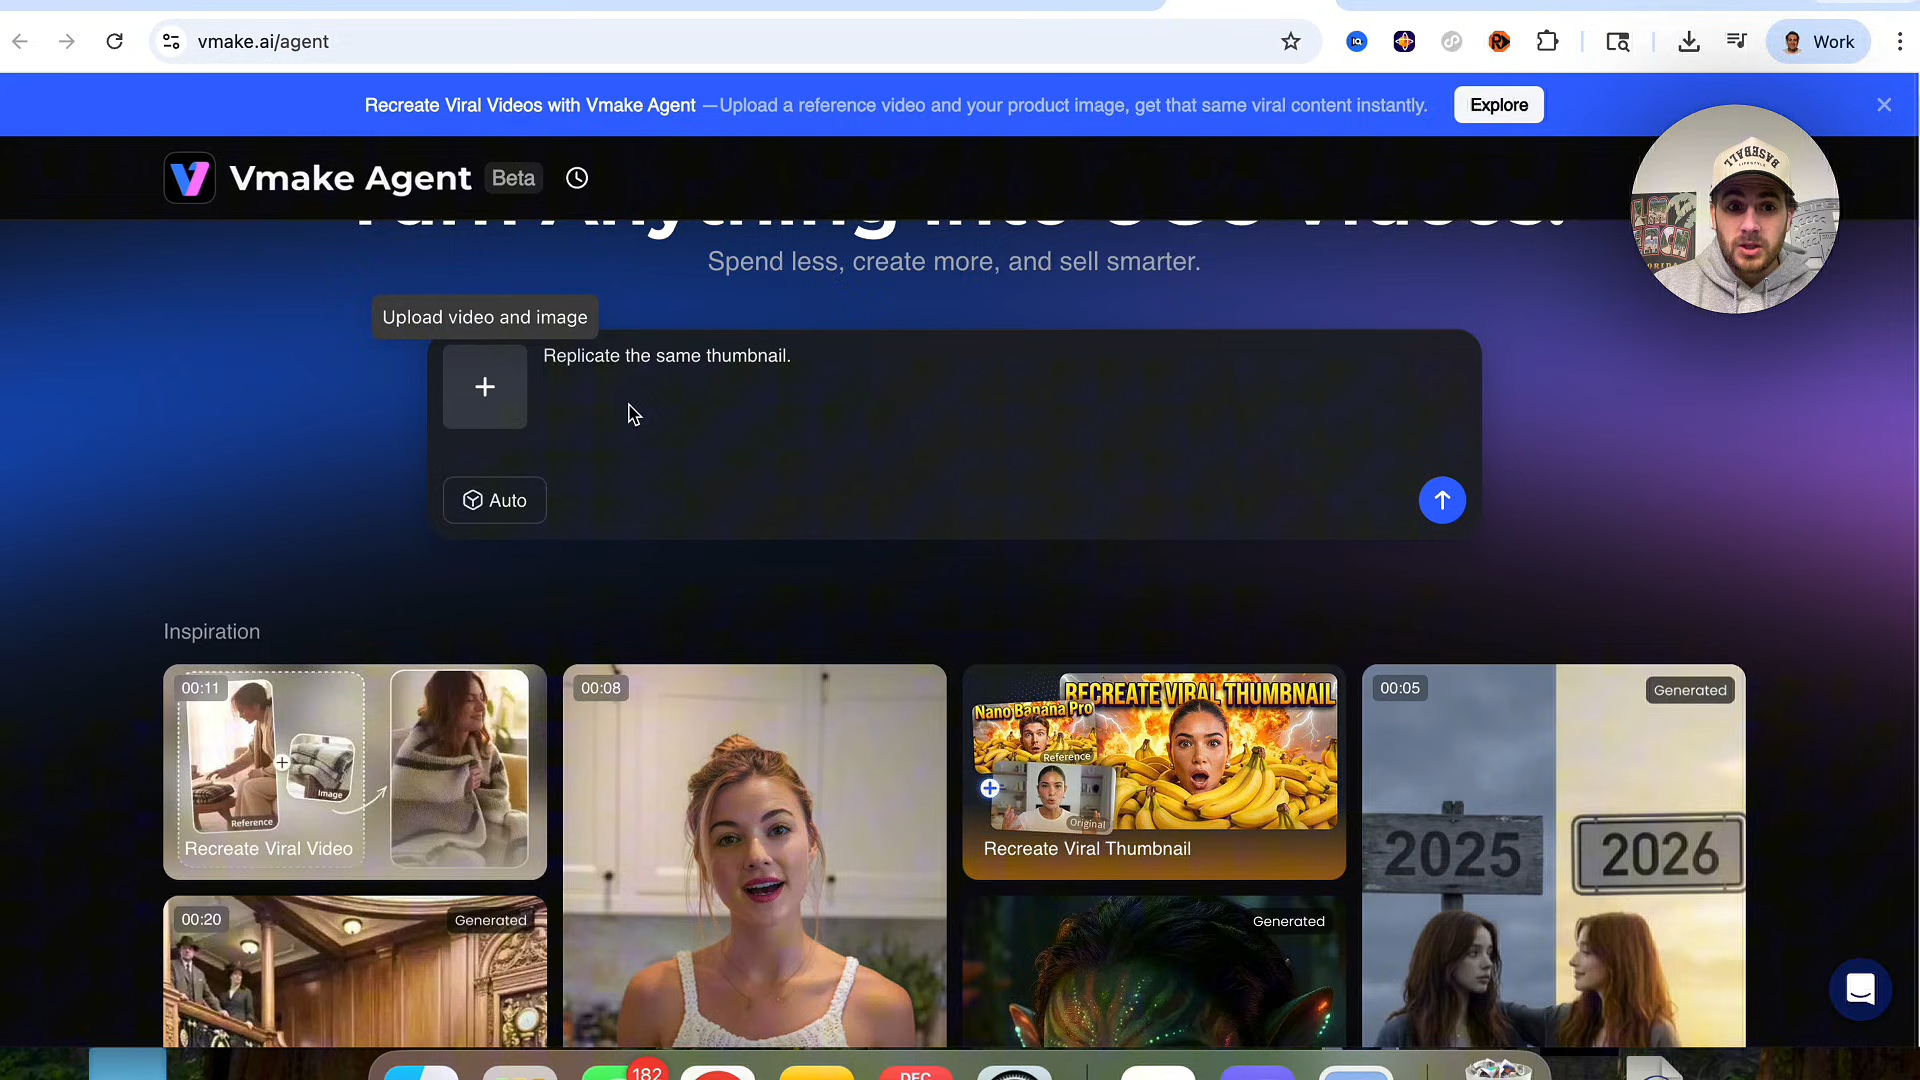 vmake.ai/agent
Work
Recreate Viral Videos with Vmake Agent —Upload a reference video and your product image, get that same viral content instantly.
Explore
Vmake Agent
Beta
BASEBALL
LIFESTYLE
Spend less, create more, and sell smarter.
Upload video and image
Replicate the same thumbnail.
Auto
Inspiration
00:11
Image
Reference
Recreate Viral Video
00:08
RECREATE VIRAL THUMBNAIL
Nano Banana Pro
Reference
Original
Recreate Viral Thumbnail
00:05
Generated
2025
2026
00:20
Generated
Generated
182
DEC